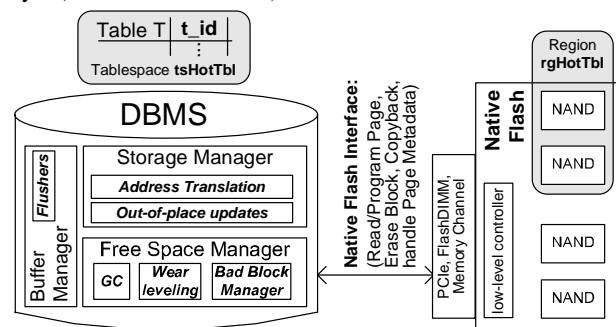 Table T t_id
⋮
Tablespace tsHotTbl
DBMS
Buffer
Manager
Flushers
Storage Manager
Address Translation
Out-of-place updates
Free Space Manager
GC
Wear
leveling
Bad Block
Manager
Native Flash Interface:
(Read/Program Page,
Erase Block, Copyback,
handle Page Metadata)
PCIe, FlashDIMM,
Memory Channel
Native
Flash
low-level controller
Region
rgHotTbl
NAND
NAND
NAND
NAND